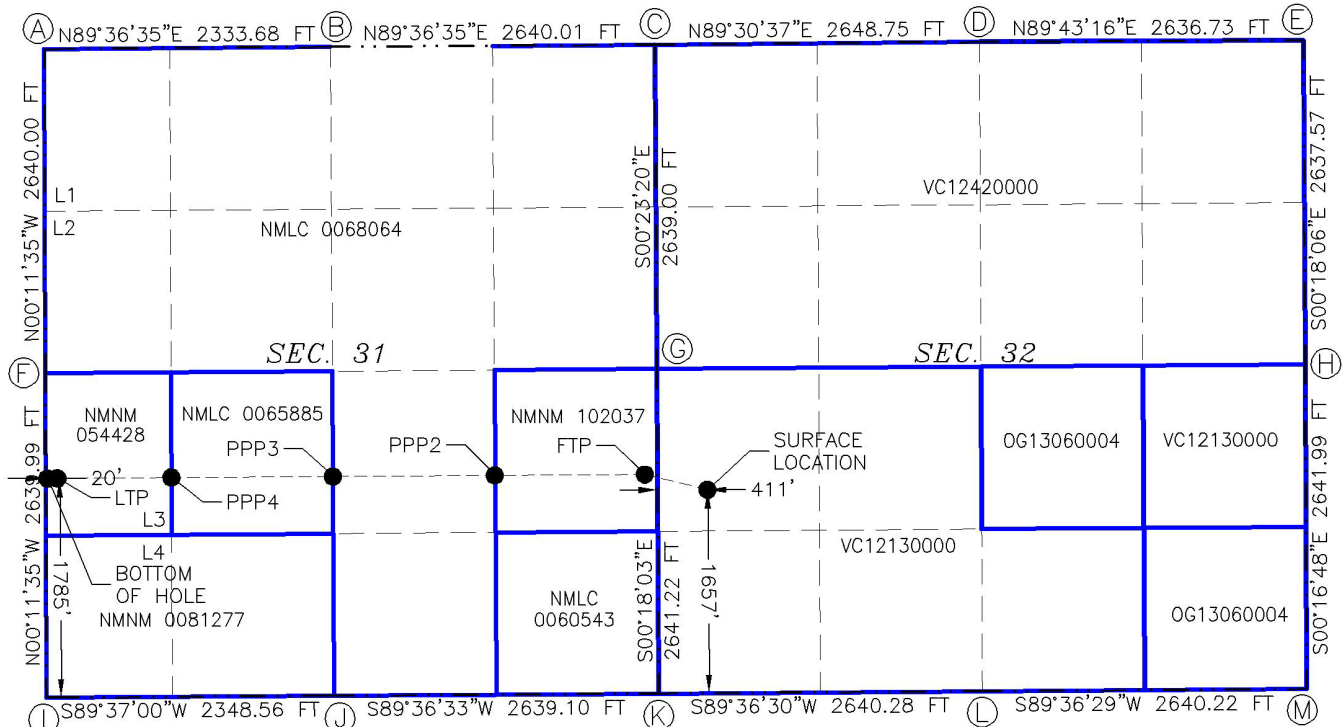 A N89°36'35"E 2333.68 FT B N89°36'35"E 2640.01 FT C N89°30'37"E 2648.75 FT D N89°43'16"E 2636.73 FT E
N00°11'35"W 2640.00 FT
S00°23'20"E
2639.00 FT
S00°18'06"E 2637.57 FT
L1
L2
NMLC 0068064
VC12420000
SEC. 31
SEC. 32
F
G
H
N00°11'35"W 2639.99 FT
NMNM
054428
NMLC 0065885
NMNM 102037
OG13060004
VC12130000
PPP3
PPP2
FTP
SURFACE
LOCATION
20'
LTP
PPP4
411'
L3
L4
BOTTOM
OF HOLE
NMNM 0081277
1785'
NMLC
0060543
S00°18'03"E
2641.22 FT
1657'
VC12130000
OG13060004
S00°16'48"E 2641.99 FT
I S89°37'00"W 2348.56 FT J S89°36'33"W 2639.10 FT K S89°36'30"W 2640.28 FT L S89°36'29"W 2640.22 FT M